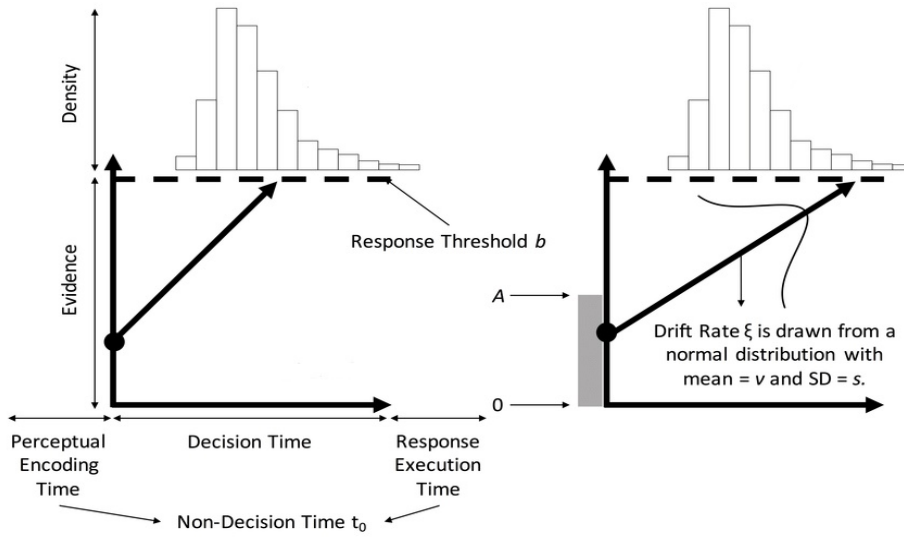 Density
Evidence
Response Threshold b
A
0
Drift Rate ξ is drawn from a
normal distribution with
mean = v and SD = s.
Perceptual
Encoding
Time
Decision Time
Response
Execution
Time
Non-Decision Time t₀